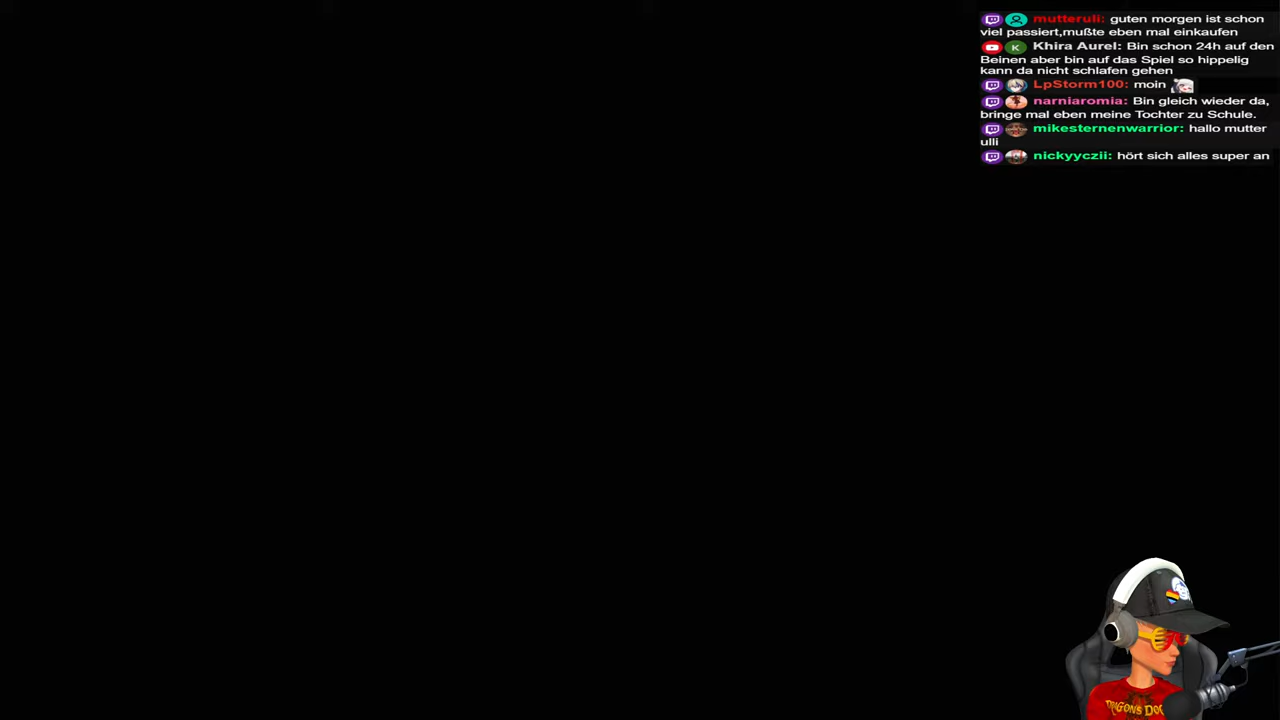 mutteruli: guten morgen ist schon
viel passiert,mußte eben mal einkaufen
K Khira Aurel: Bin schon 24h auf den
Beinen aber bin auf das Spiel so hippelig
kann da nicht schlafen gehen
LpStorm100: moin
narniaromia: Bin gleich wieder da,
bringe mal eben meine Tochter zu Schule.
mikesternenwarrior: hallo mutter
ulli
nickyyczii: hört sich alles super an
DRAGON'S DOG